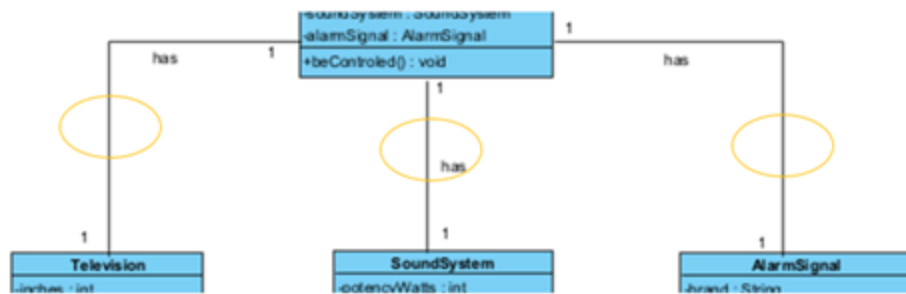 -soundSystem : SoundSystem
-alarmSignal : AlarmSignal
+beControled() : void
1
has
1
has
1
has
1
1
1
Television
-inches : int
SoundSystem
-potencyWatts : int
AlarmSignal
-brand : String